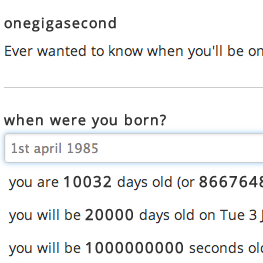 onegigasecond
Ever wanted to know when you'll be on
when were you born?
1st april 1985
you are 10032 days old (or 866764
you will be 20000 days old on Tue 3
you will be 1000000000 seconds old